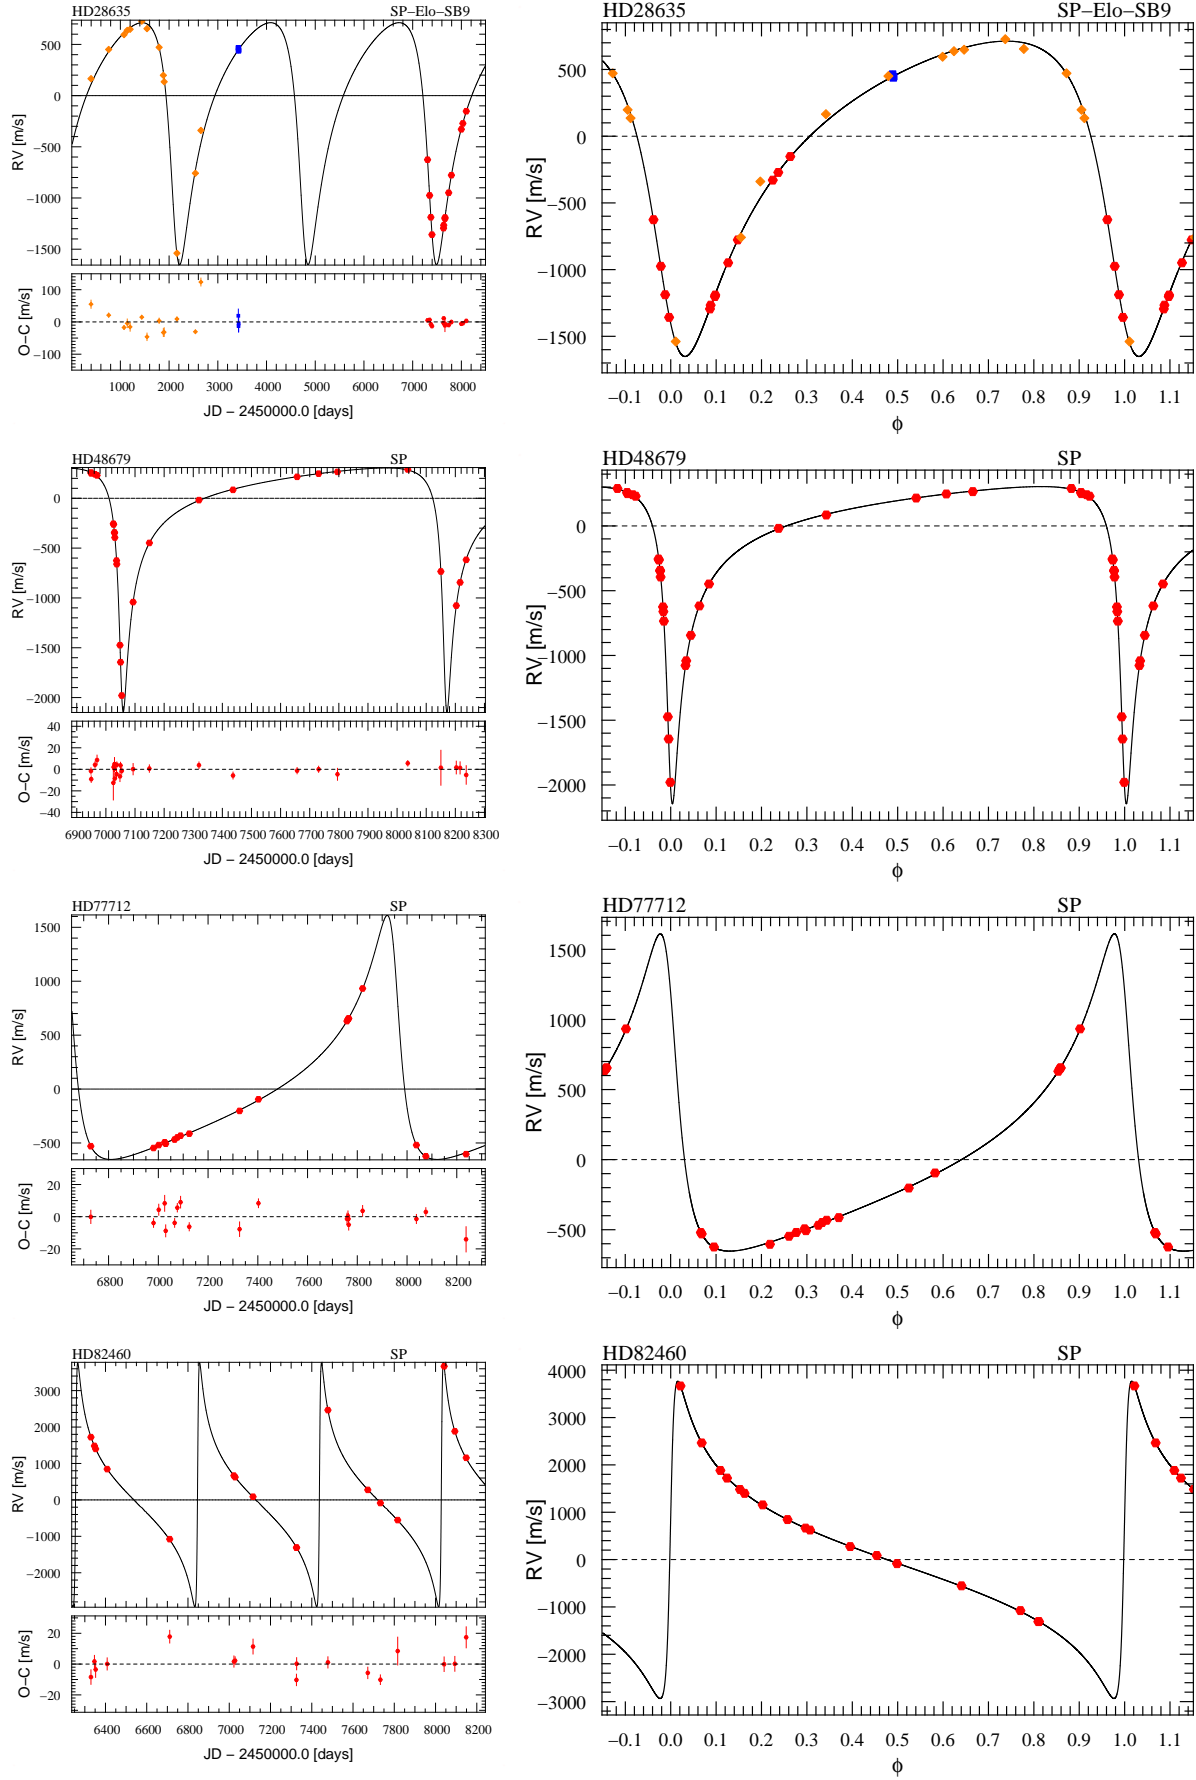 HD28635 SP−Elo−SB9
500
0
−500
−1000
−1500
RV [m/s]
100
0
−100
O−C [m/s]
1000 2000 3000 4000 5000 6000 7000 8000
JD − 2450000.0 [days]
HD28635 SP−Elo−SB9
500
0
−500
−1000
−1500
RV [m/s]
−0.1 0.0 0.1 0.2 0.3 0.4 0.5 0.6 0.7 0.8 0.9 1.0 1.1
ϕ
HD48679 SP
0
−500
−1000
−1500
−2000
RV [m/s]
40
20
0
−20
−40
O−C [m/s]
6900 7000 7100 7200 7300 7400 7500 7600 7700 7800 7900 8000 8100 8200 8300
JD − 2450000.0 [days]
HD48679 SP
0
−500
−1000
−1500
−2000
RV [m/s]
−0.1 0.0 0.1 0.2 0.3 0.4 0.5 0.6 0.7 0.8 0.9 1.0 1.1
ϕ
HD77712 SP
1500
1000
500
0
−500
RV [m/s]
20
0
−20
O−C [m/s]
6800 7000 7200 7400 7600 7800 8000 8200
JD − 2450000.0 [days]
HD77712 SP
1500
1000
500
0
−500
RV [m/s]
−0.1 0.0 0.1 0.2 0.3 0.4 0.5 0.6 0.7 0.8 0.9 1.0 1.1
ϕ
HD82460 SP
3000
2000
1000
0
−1000
−2000
RV [m/s]
20
0
−20
O−C [m/s]
6400 6600 6800 7000 7200 7400 7600 7800 8000 8200
JD − 2450000.0 [days]
HD82460 SP
4000
3000
2000
1000
0
−1000
−2000
−3000
RV [m/s]
−0.1 0.0 0.1 0.2 0.3 0.4 0.5 0.6 0.7 0.8 0.9 1.0 1.1
ϕ